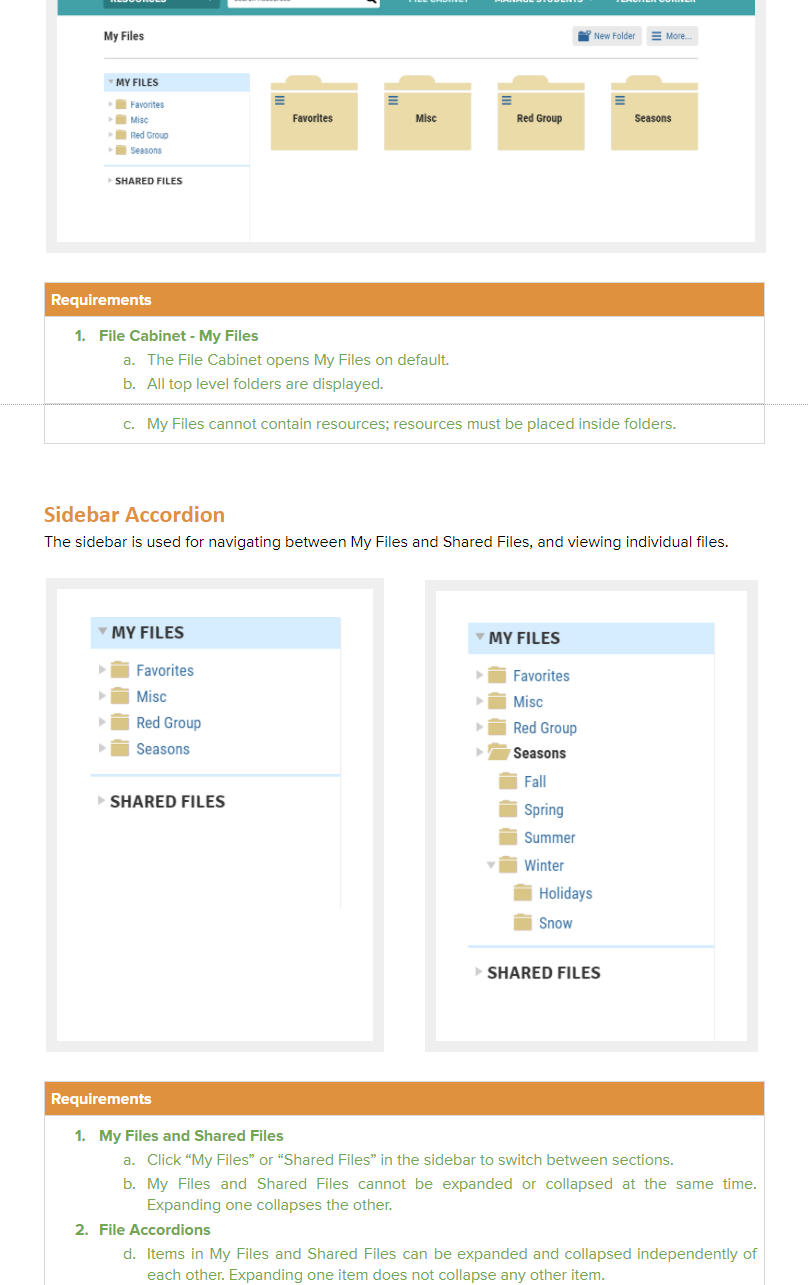 RESOURCES
FILE CABINET MANAGE STUDENTS TEACHER CORNER
My Files
New Folder
More...
MY FILES
Favorites
Misc
Red Group
Seasons
SHARED FILES
Favorites
Misc
Red Group
Seasons
Requirements
1. File Cabinet - My Files
a. The File Cabinet opens My Files on default.
b. All top level folders are displayed.
c. My Files cannot contain resources; resources must be placed inside folders.
Sidebar Accordion
The sidebar is used for navigating between My Files and Shared Files, and viewing individual files.
MY FILES
Favorites
Misc
Red Group
Seasons
SHARED FILES
MY FILES
Favorites
Misc
Red Group
Seasons
Fall
Spring
Summer
Winter
Holidays
Snow
SHARED FILES
Requirements
1. My Files and Shared Files
a. Click “My Files” or “Shared Files” in the sidebar to switch between sections.
b. My Files and Shared Files cannot be expanded or collapsed at the same time.
Expanding one collapses the other.
2. File Accordions
d. Items in My Files and Shared Files can be expanded and collapsed independently of
each other. Expanding one item does not collapse any other item.